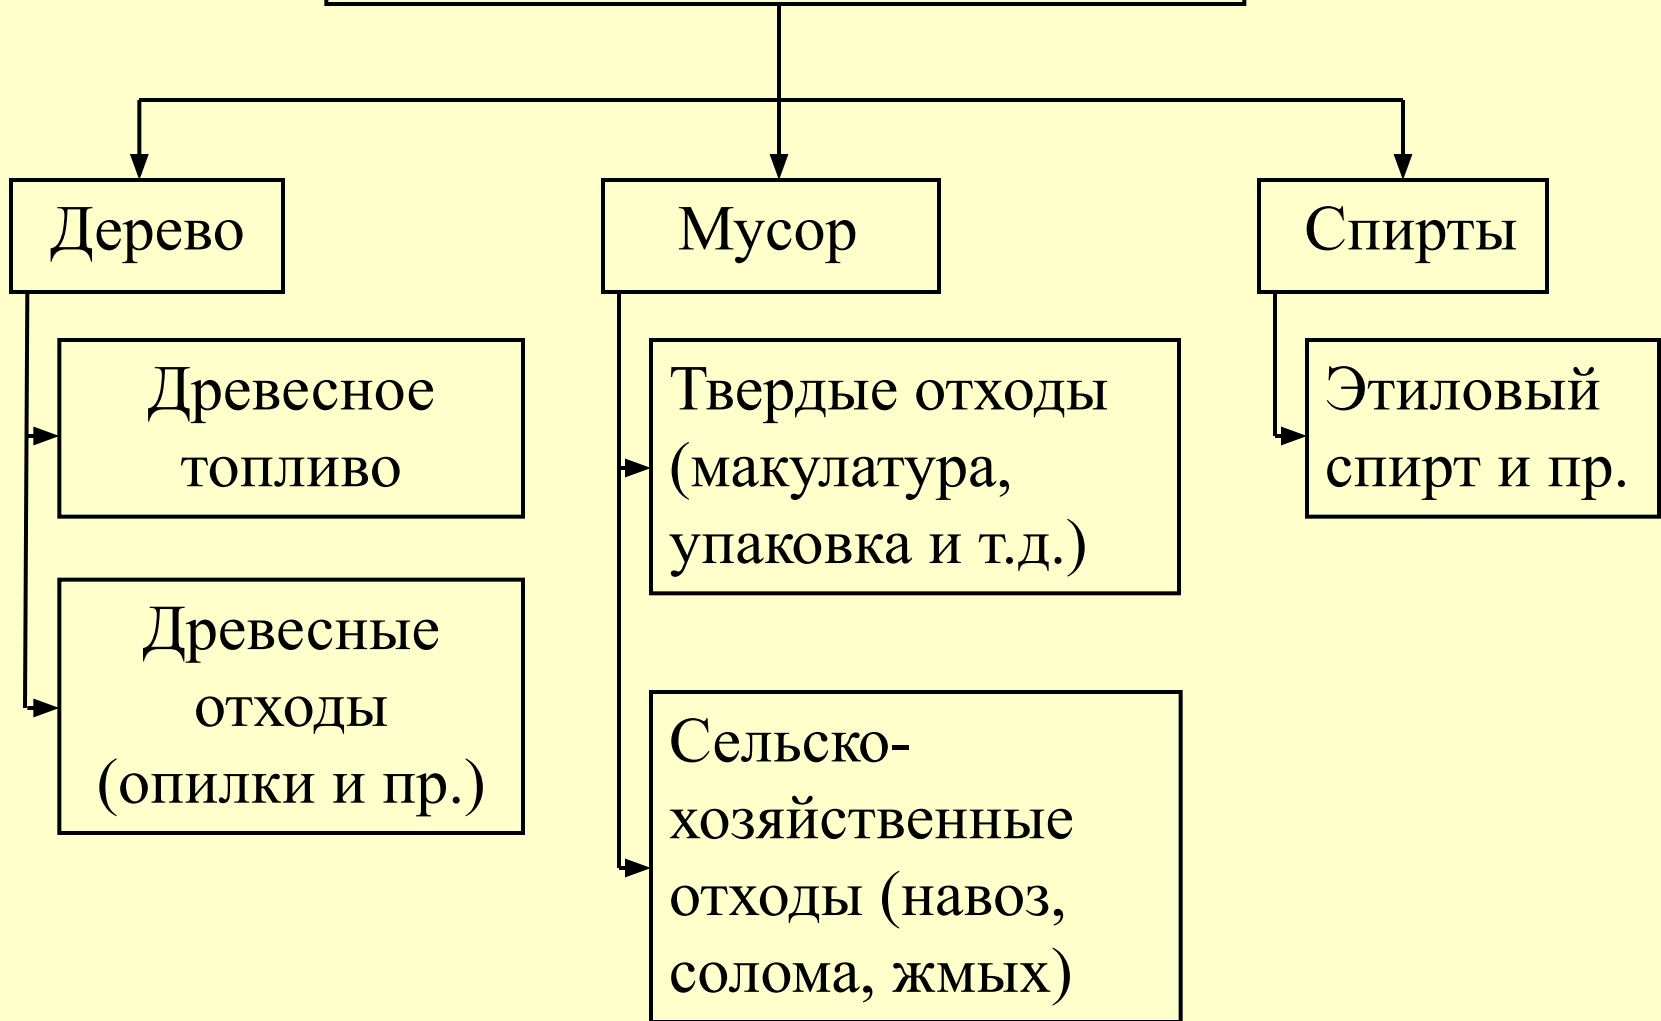 Дерево
Древесное
топливо
Древесные
отходы
(опилки и пр.)
Мусор
Твердые отходы
(макулатура,
упаковка и т.д.)
Сельско-
хозяйственные
отходы (навоз,
солома, жмых)
Спирты
Этиловый
спирт и пр.